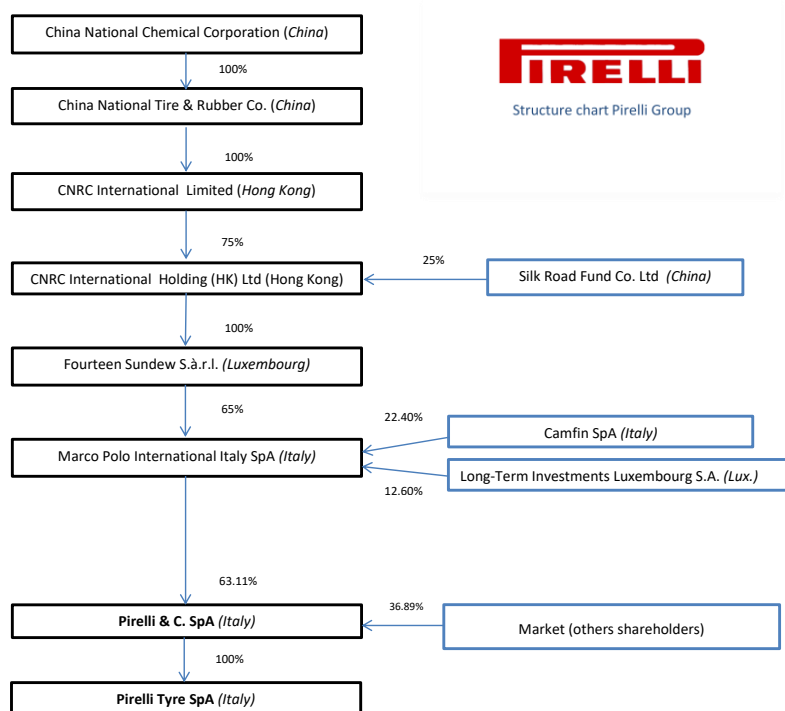 China National Chemical Corporation (China)
PIRELLI
Structure chart Pirelli Group
100%
China National Tire & Rubber Co. (China)
100%
CNRC International Limited (Hong Kong)
75%
25%
CNRC International Holding (HK) Ltd (Hong Kong)
Silk Road Fund Co. Ltd (China)
100%
Fourteen Sundew S.à.r.l. (Luxembourg)
65%
22.40%
Camfin SpA (Italy)
Marco Polo International Italy SpA (Italy)
Long-Term Investments Luxembourg S.A. (Lux.)
12.60%
63.11%
36.89%
Pirelli & C. SpA (Italy)
Market (others shareholders)
100%
Pirelli Tyre SpA (Italy)